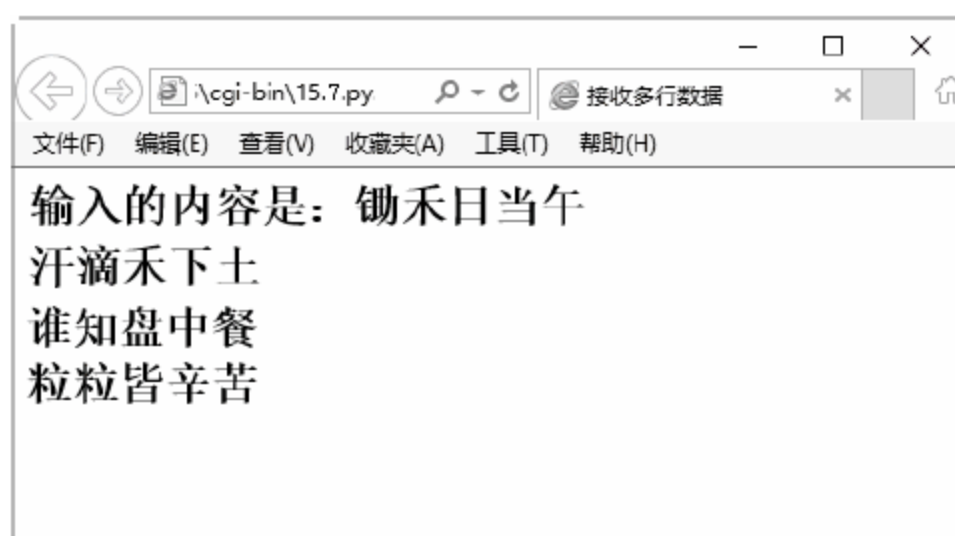 \cgi-bin\15.7.py
接收多行数据
文件(F) 编辑(E) 查看(V) 收藏夹(A) 工具(T) 帮助(H)
输入的内容是：锄禾日当午
汗滴禾下土
谁知盘中餐
粒粒皆辛苦